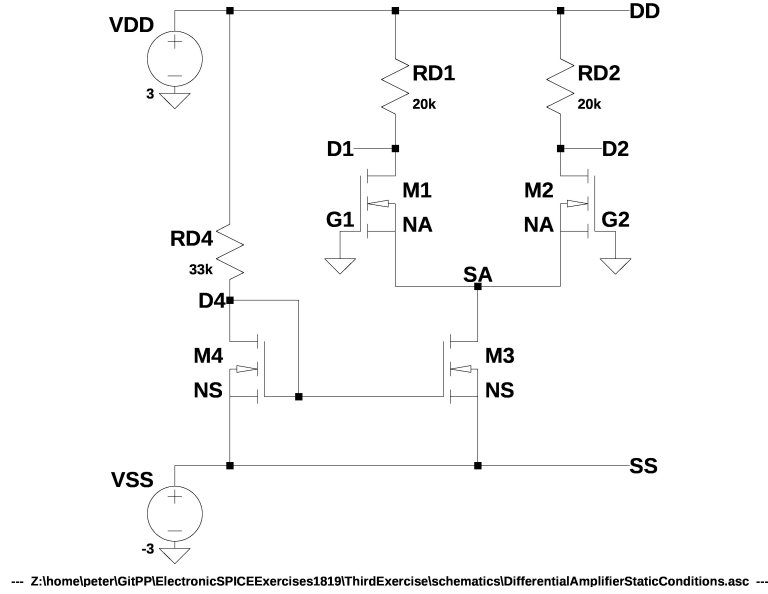 DD
VDD
+
3
RD1
20k
RD2
20k
D1
D2
M1
M2
G1
NA
NA
G2
RD4
33k
SA
D4
M4
M3
NS
NS
SS
VSS
+
-3
--- Z:\home\peter\GitPP\ElectronicSPICEExercises1819\ThirdExercise\schematics\DifferentialAmplifierStaticConditions.asc ---